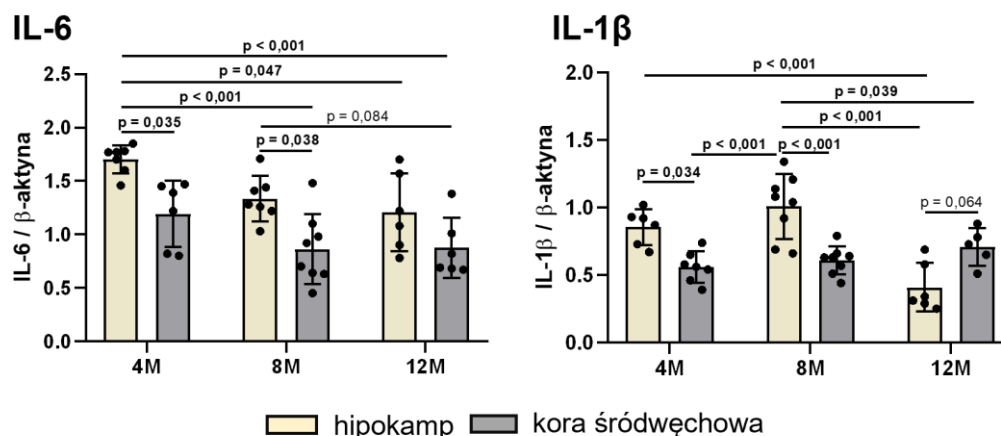 IL-6
p < 0,001
p = 0,047
p < 0,001
p = 0,084
p = 0,035
p = 0,038
IL-6 / β-aktyna
2.5
2.0
1.5
1.0
0.5
0.0
4M
8M
12M
IL-1β
p < 0,001
p = 0,039
p < 0,001
p < 0,001
p < 0,001
p = 0,034
p = 0,064
IL-1β / β-aktyna
2.0
1.5
1.0
0.5
0.0
4M
8M
12M
hipokamp
kora śródwęchowa